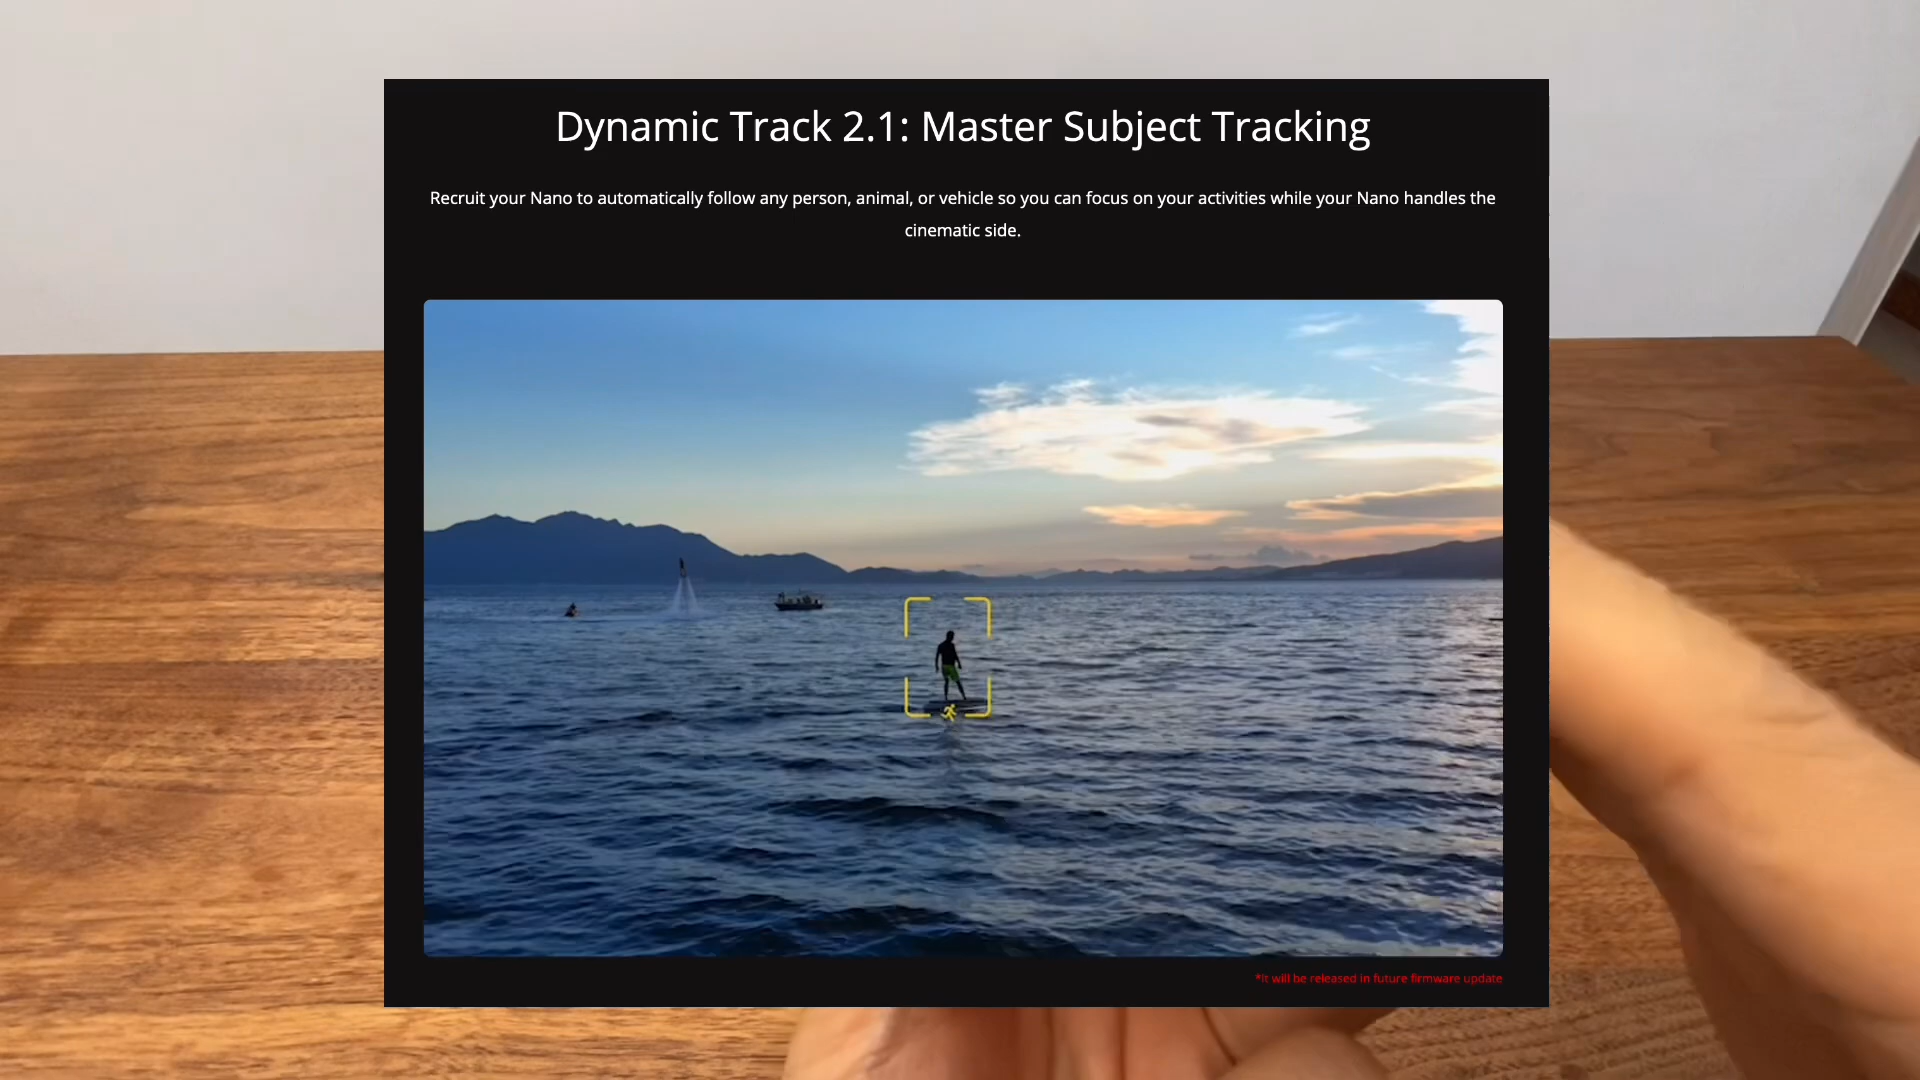 Dynamic Track 2.1: Master Subject Tracking
Recruit your Nano to automatically follow any person, animal, or vehicle so you can focus on your activities while your Nano handles the
cinematic side.
*It will be released in future firmware update